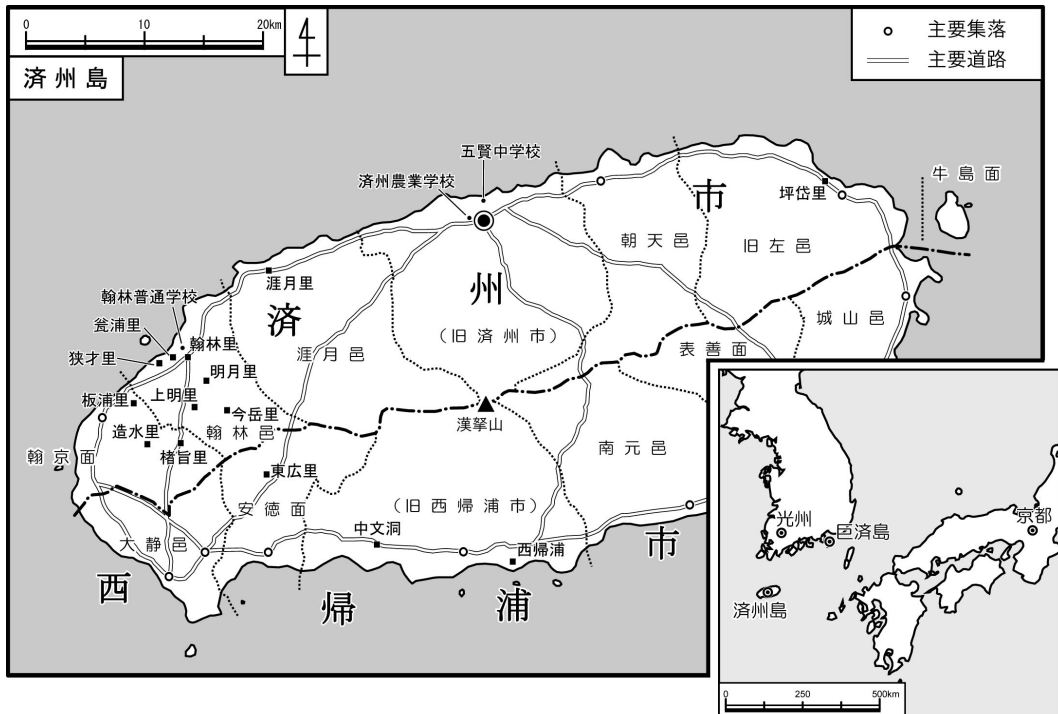 0 10 20km
済州島
主要集落
主要道路
五賢中学校
済州農業学校
市
坪岱里
牛島面
朝天邑
旧左邑
涯月里
済
州
翰林普通学校
瓮浦里
翰林里
狭才里
涯月邑
(旧済州市)
城山邑
表善面
明月里
上明里
板浦里
今岳里
漢拏山
造水里
翰林邑
翰京面
楮旨里
東広里
南元邑
安徳面
(旧西帰浦市)
大静邑
中文洞
西帰浦
市
西
帰
浦
光州
巨済島
京都
済州島
0 250 500km